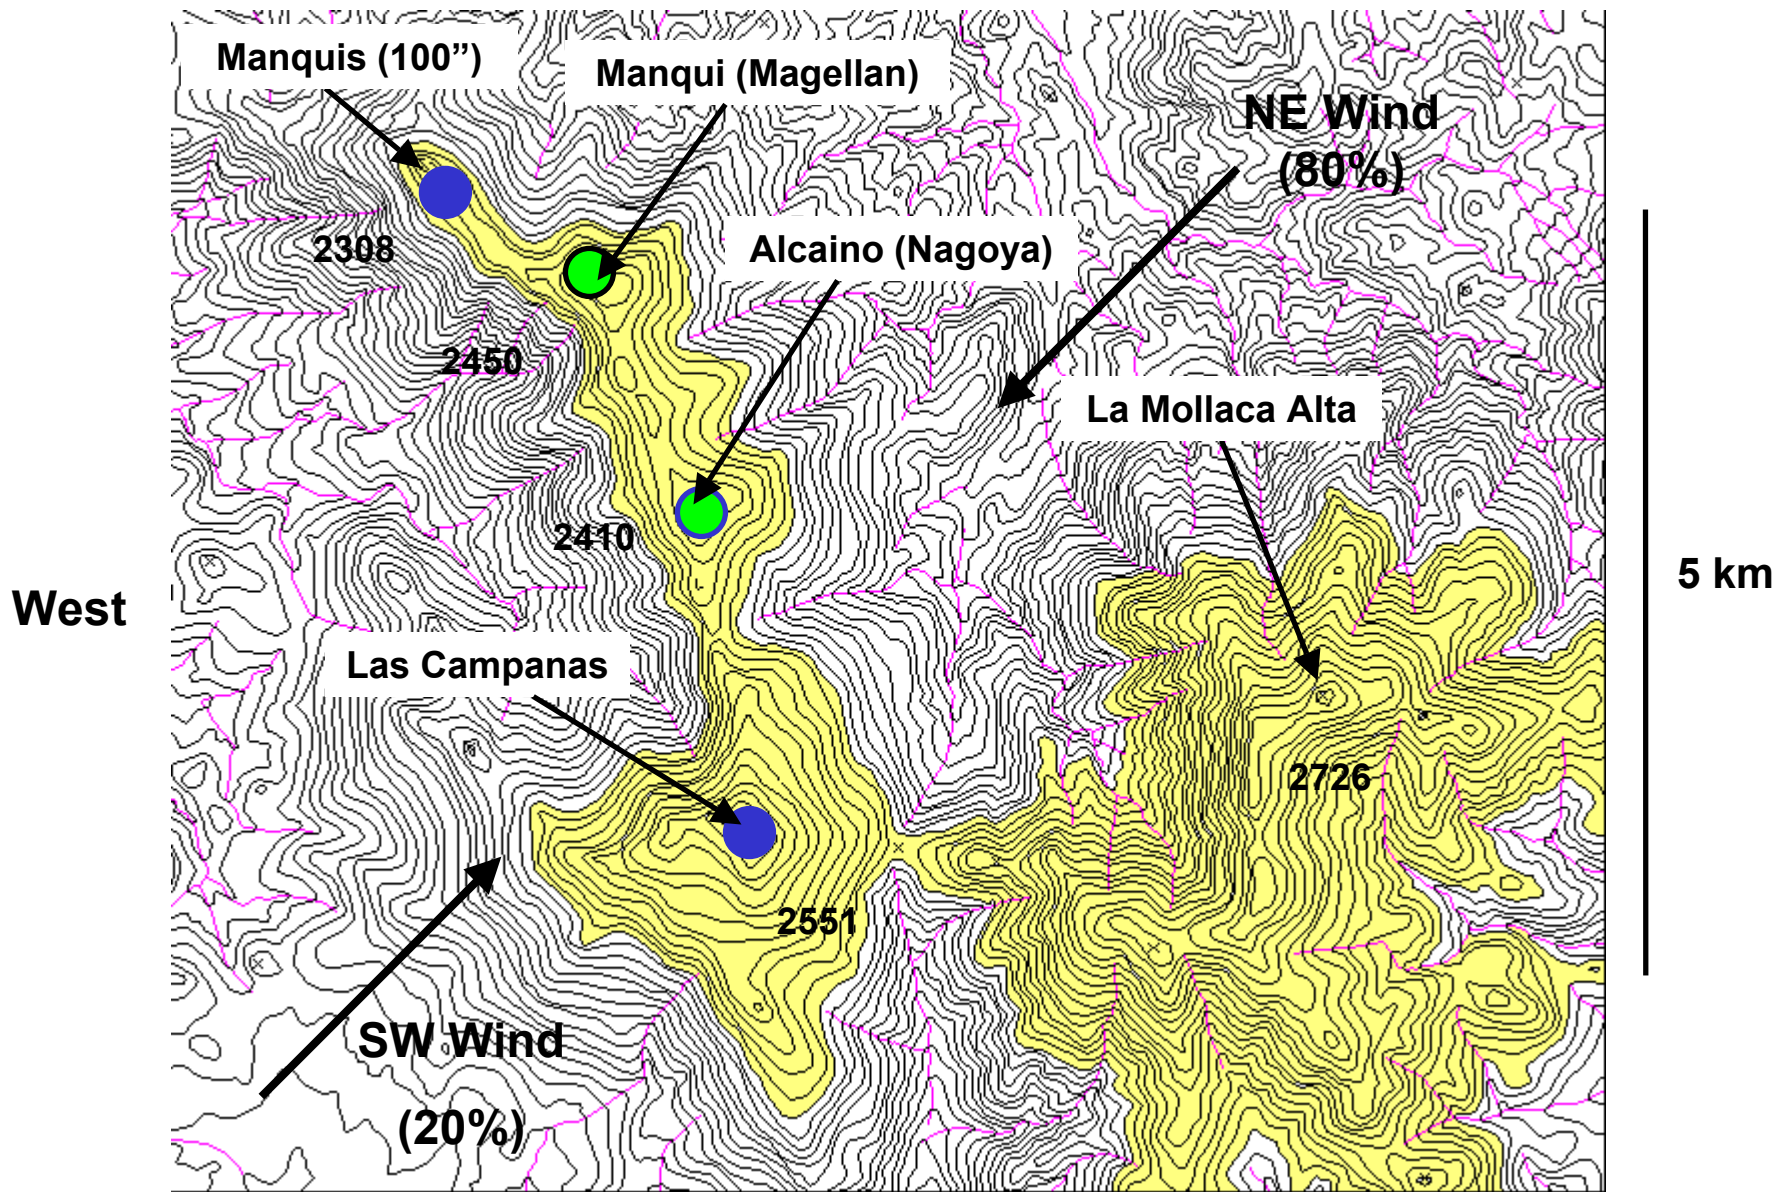 Manquis (100”)
Manqui (Magellan)
NE Wind
(80%)
2308
Alcaino (Nagoya)
2450
La Mollaca Alta
2410
5 km
West
Las Campanas
2726
2551
SW Wind
(20%)